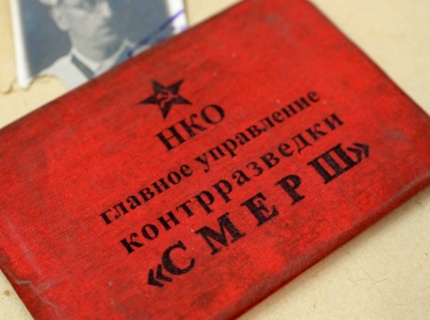 НКО
главное управление
контрразведки
«СМЕРШ»